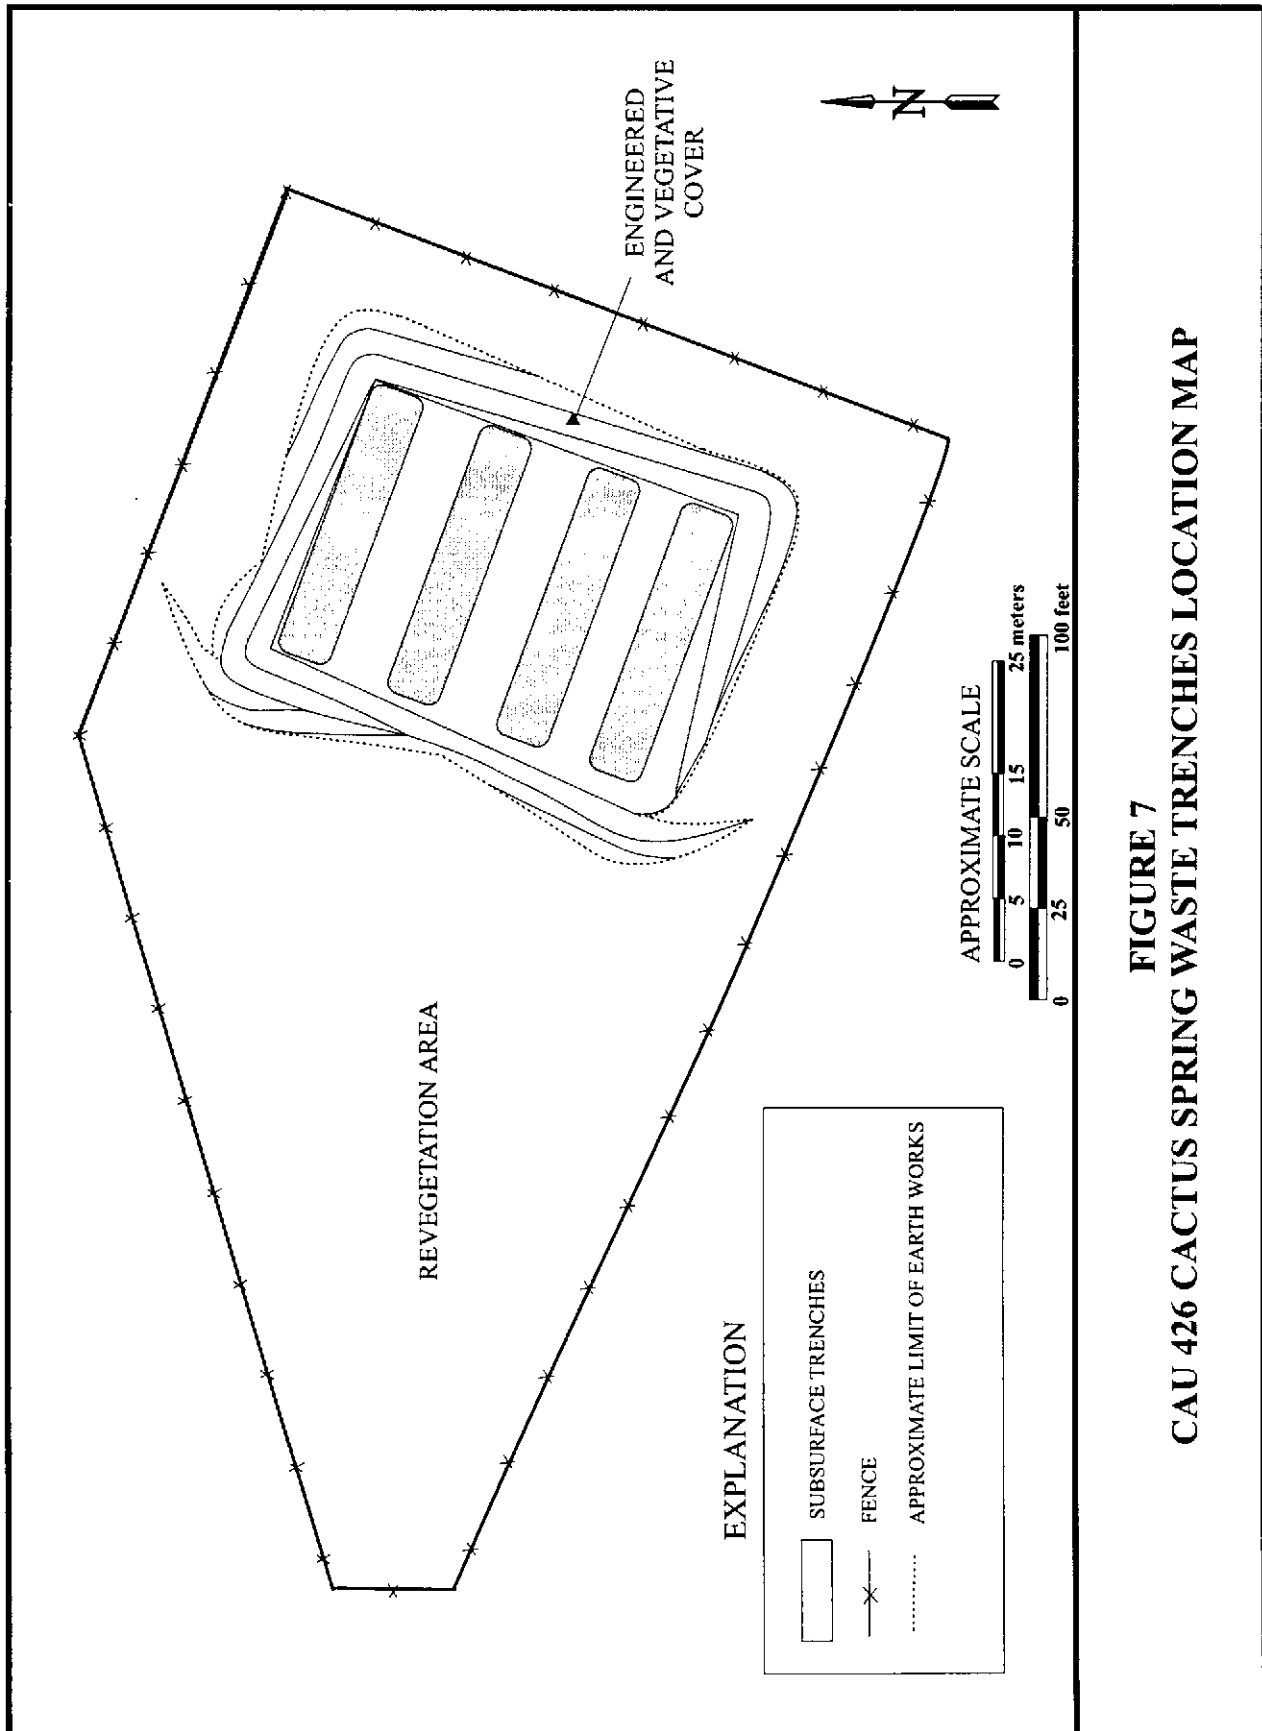 N
ENGINEERED
AND VEGETATIVE
COVER
REVEGETATION AREA
EXPLANATION
SUBSURFACE TRENCHES
FENCE
APPROXIMATE LIMIT OF EARTH WORKS
APPROXIMATE SCALE
0 5 10 15 25 meters
0 25 50 100 feet
FIGURE 7
CAU 426 CACTUS SPRING WASTE TRENCHES LOCATION MAP